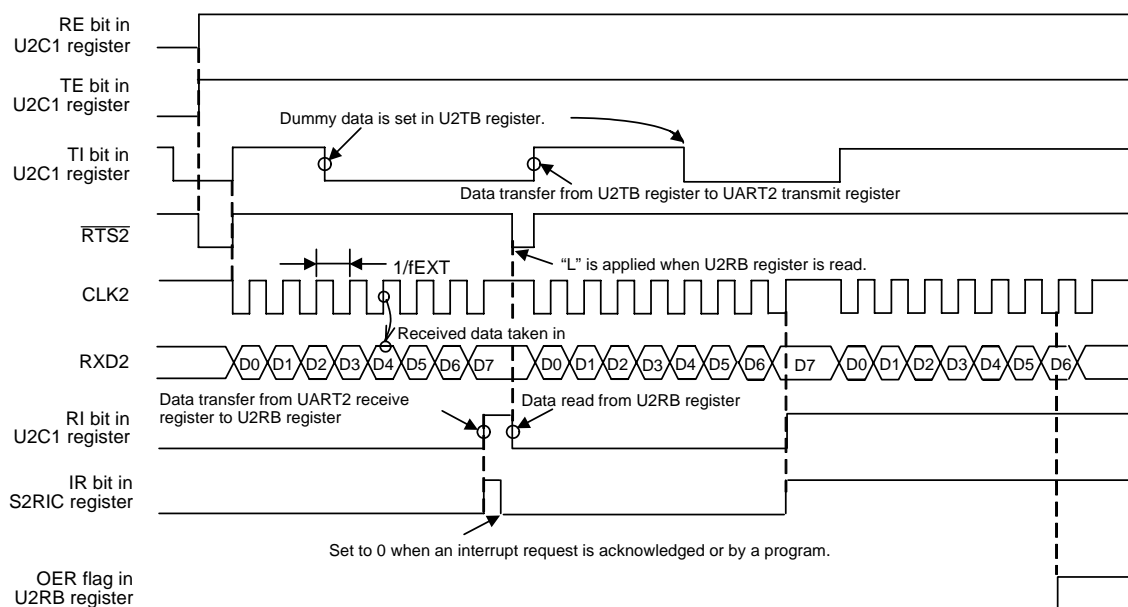 RE bit in
U2C1 register
TE bit in
U2C1 register
Dummy data is set in U2TB register.
TI bit in
U2C1 register
Data transfer from U2TB register to UART2 transmit register
RTS2
1/fEXT
“L” is applied when U2RB register is read.
CLK2
Received data taken in
RXD2
D0 D1 D2 D3 D4 D5 D6 D7 D0 D1 D2 D3 D4 D5 D6 D7 D0 D1 D2 D3 D4 D5 D6
Data transfer from UART2 receive
register to U2RB register
Data read from U2RB register
RI bit in
U2C1 register
IR bit in
S2RIC register
Set to 0 when an interrupt request is acknowledged or by a program.
OER flag in
U2RB register